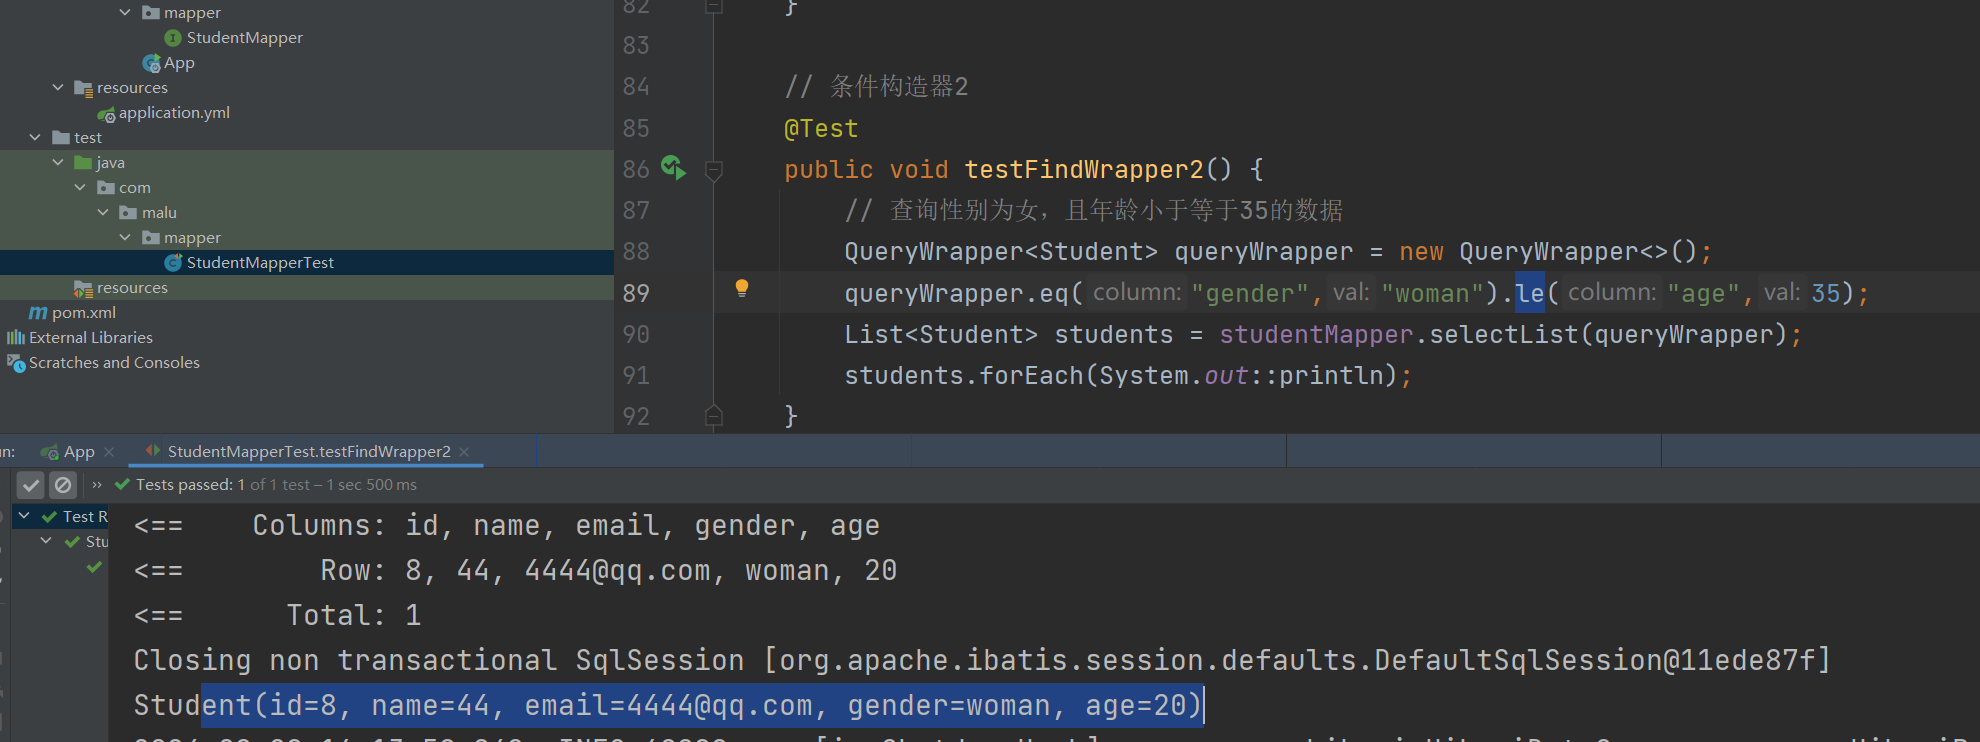 mapper
StudentMapper
App
resources
application.yml
test
java
com
malu
mapper
StudentMapperTest
resources
pom.xml
External Libraries
Scratches and Consoles
82 }
83
84 // 条件构造器2
85 @Test
86 public void testFindWrapper2() {
87 // 查询性别为女，且年龄小于等于35的数据
88 QueryWrapper<Student> queryWrapper = new QueryWrapper<>();
89 queryWrapper.eq( column: "gender", val: "woman").le( column: "age", val: 35);
90 List<Student> students = studentMapper.selectList(queryWrapper);
91 students.forEach(System.out::println);
92 }
App
StudentMapperTest.testFindWrapper2
Tests passed: 1 of 1 test – 1 sec 500 ms
Test R
Stu
<== Columns: id, name, email, gender, age
<== Row: 8, 44, 4444@qq.com, woman, 20
<== Total: 1
Closing non transactional SqlSession [org.apache.ibatis.session.defaults.DefaultSqlSession@11ede87f]
Student(id=8, name=44, email=4444@qq.com, gender=woman, age=20)